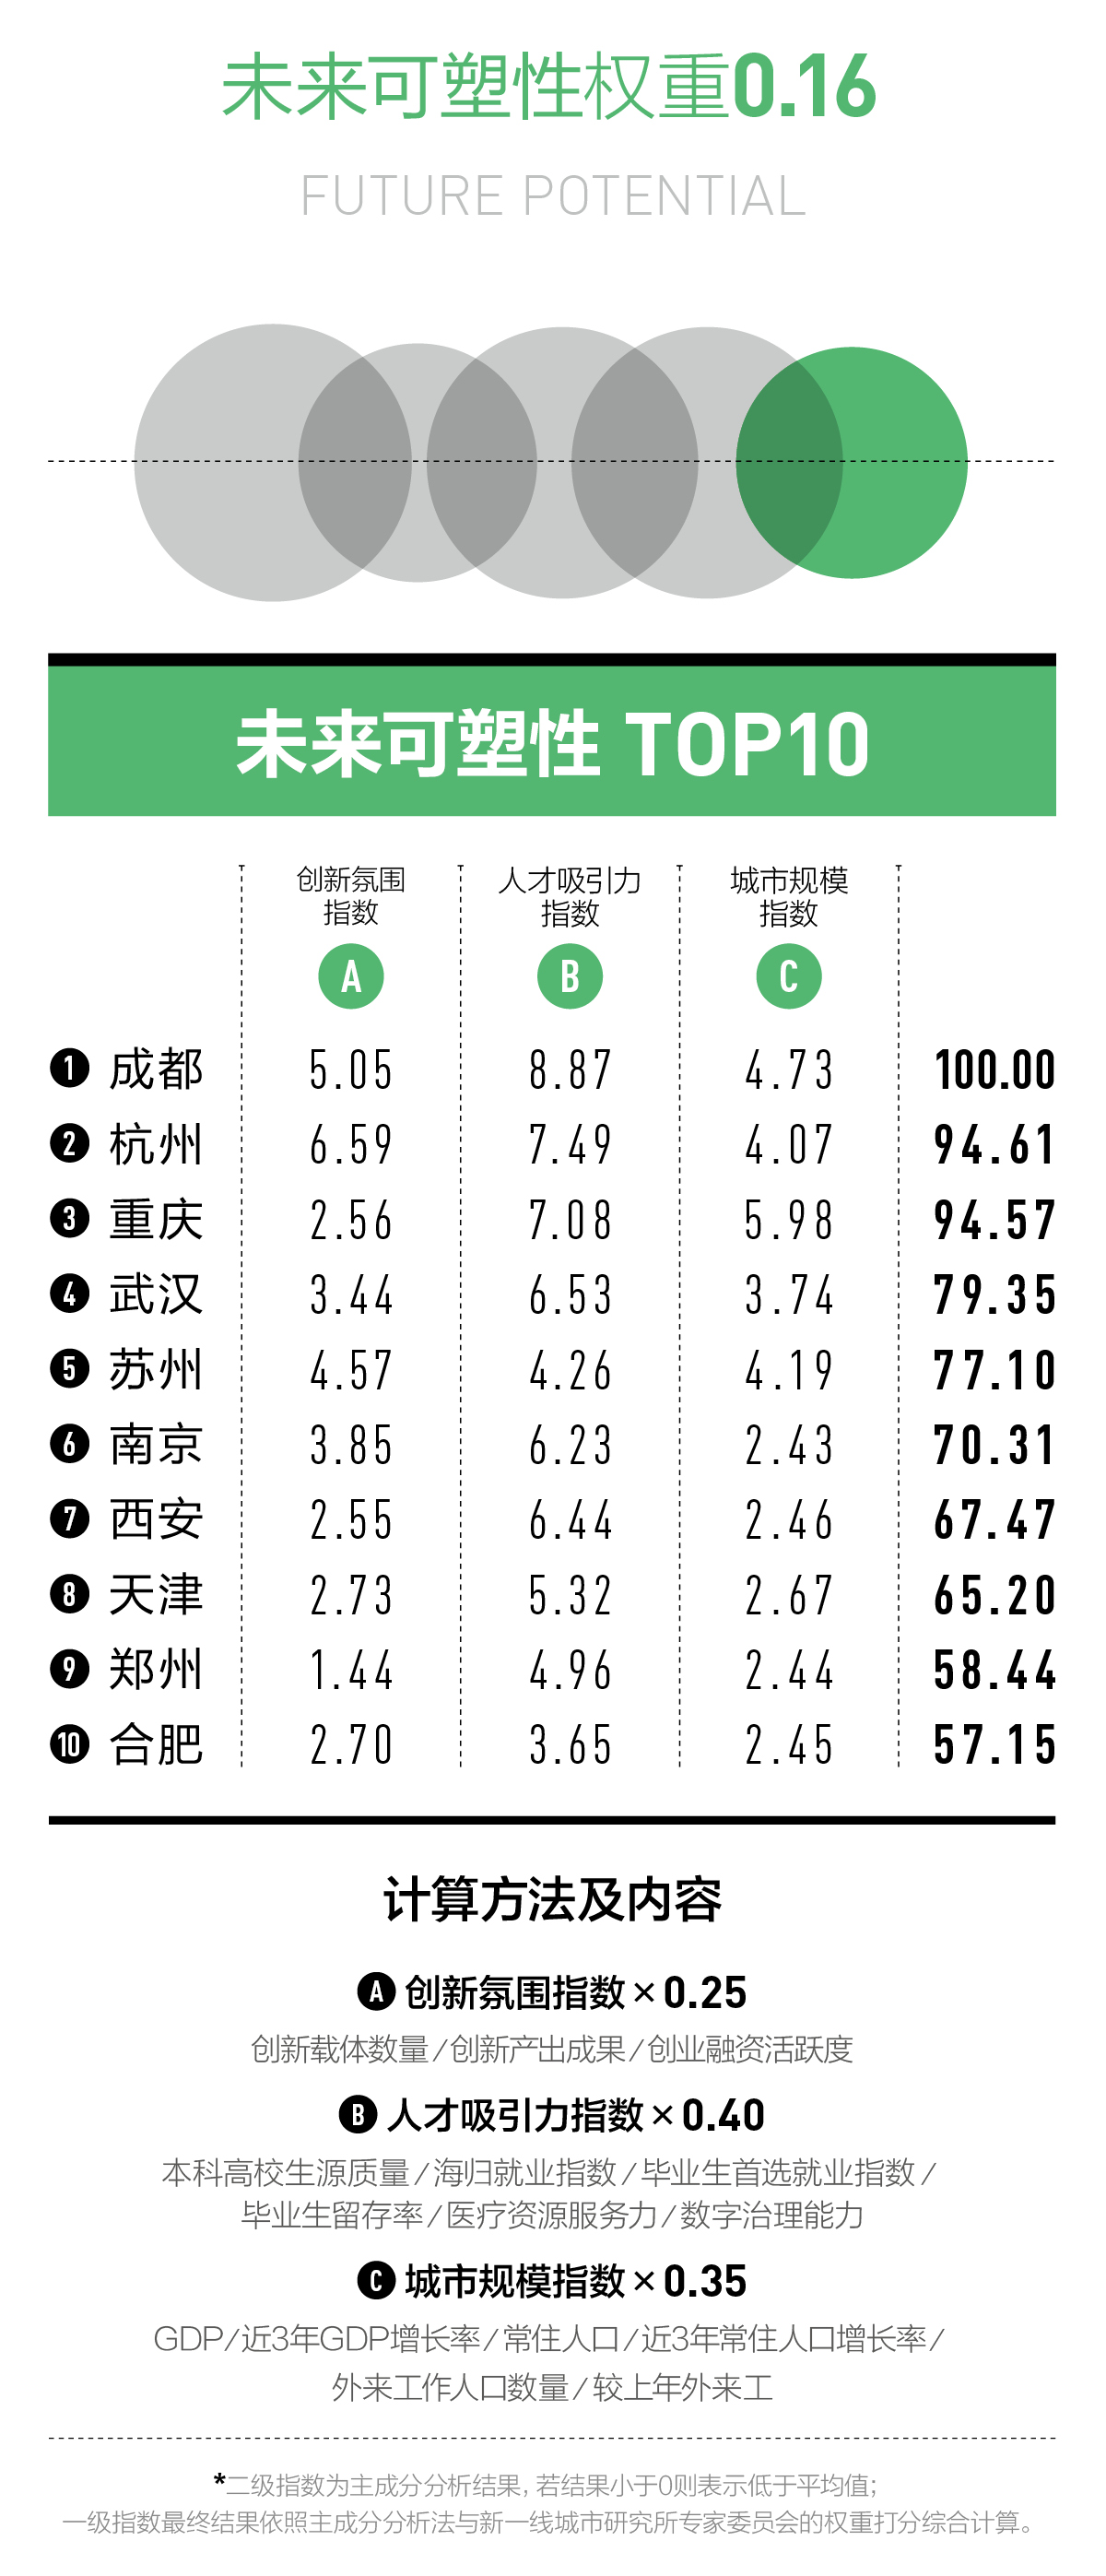 未来可塑性权重0.16
FUTURE POTENTIAL
未来可塑性 TOP10
创新氛围 人才吸引力 城市规模
指数 指数 指数
A B C
1 成都 5.05 8.87 4.73 100.00
2 杭州 6.59 7.49 4.07 94.61
3 重庆 2.56 7.08 5.98 94.57
4 武汉 3.44 6.53 3.74 79.35
5 苏州 4.57 4.26 4.19 77.10
6 南京 3.85 6.23 2.43 70.31
7 西安 2.55 6.44 2.46 67.47
8 天津 2.73 5.32 2.67 65.20
9 郑州 1.44 4.96 2.44 58.44
10 合肥 2.70 3.65 2.45 57.15
计算方法及内容
A 创新氛围指数×0.25
创新载体数量/创新产出成果/创业融资活跃度
B 人才吸引力指数×0.40
本科高校生源质量/海归就业指数/毕业生首选就业指数/
毕业生留存率/医疗资源服务力/数字治理能力
C 城市规模指数×0.35
GDP/近3年GDP增长率/常住人口/近3年常住人口增长率/
外来工作人口数量/较上年外来工
*二级指数为主成分分析结果，若结果小于0则表示低于平均值；
一级指数最终结果依照主成分分析法与新一线城市研究所专家委员会的权重打分综合计算。